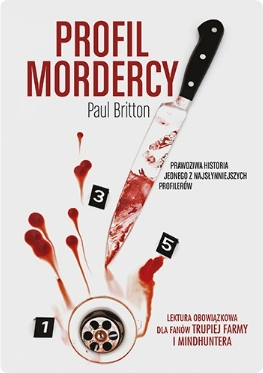 PROFIL
MORDERCY
Paul Britton
PRAWDZIWA HISTORIA
JEDNEGO Z NAJSŁYNNIEJSZYCH
PROFILERÓW
3
5
1
LEKTURA OBOWIĄZKOWA
DLA FANÓW TRUPIEJ FARMY
I MINDHUNTERA